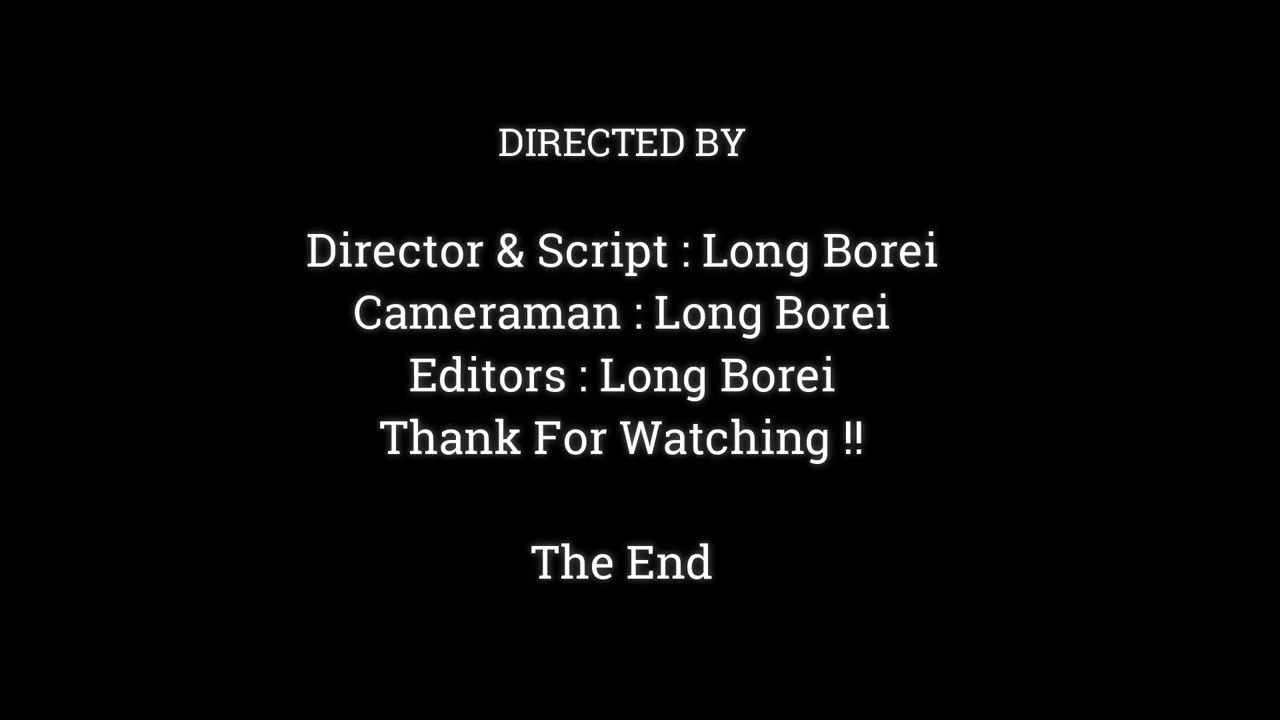 DIRECTED BY
Director & Script : Long Borei
Cameraman : Long Borei
Editors : Long Borei
Thank For Watching !!
The End